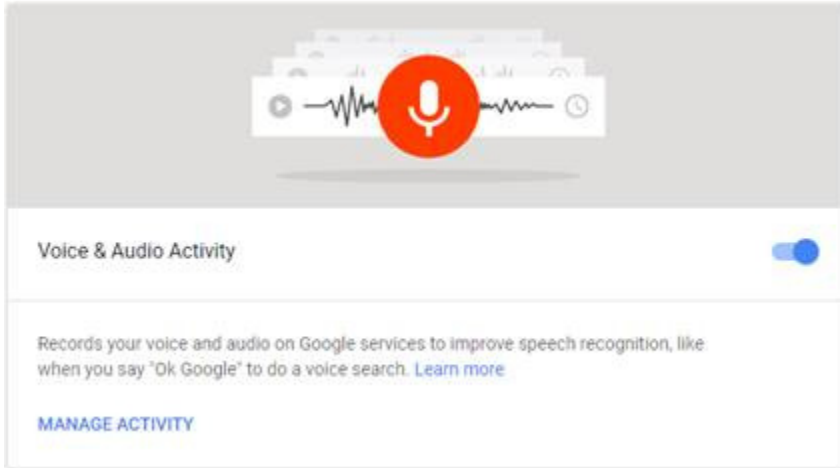 Voice & Audio Activity
Records your voice and audio on Google services to improve speech recognition, like
when you say "Ok Google" to do a voice search. Learn more
MANAGE ACTIVITY